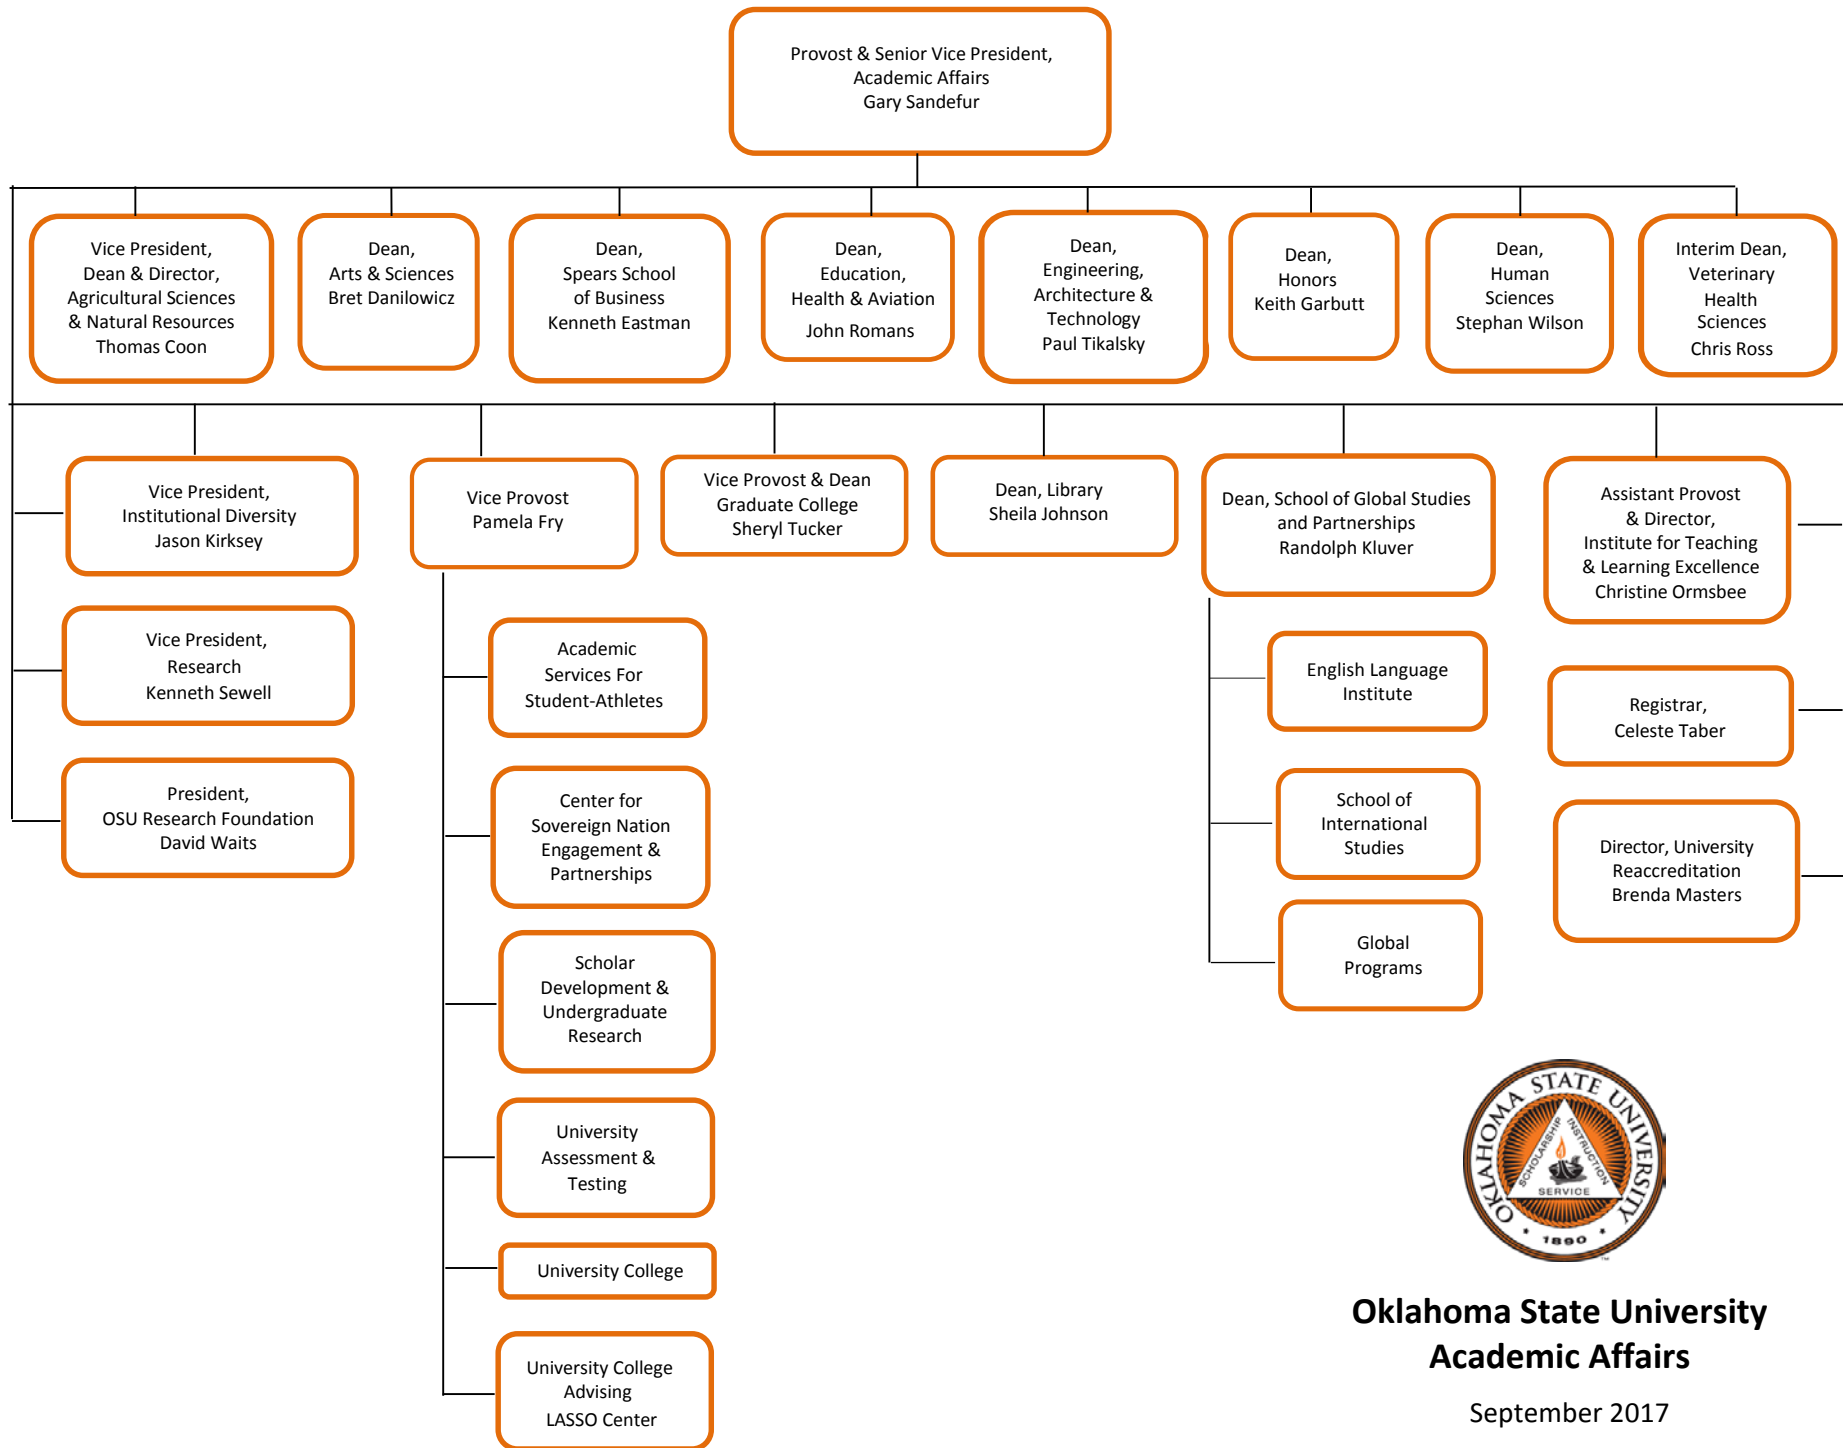 Provost & Senior Vice President,
Academic Affairs
Gary Sandefur
Vice President,
Dean & Director,
Agricultural Sciences
& Natural Resources
Thomas Coon
Dean,
Arts & Sciences
Bret Danilowicz
Dean,
Spears School
of Business
Kenneth Eastman
Dean,
Education,
Health & Aviation
John Romans
Dean,
Engineering,
Architecture &
Technology
Paul Tikalsky
Dean,
Honors
Keith Garbutt
Dean,
Human
Sciences
Stephan Wilson
Interim Dean,
Veterinary
Health
Sciences
Chris Ross
Vice President,
Institutional Diversity
Jason Kirksey
Vice Provost
Pamela Fry
Vice Provost & Dean
Graduate College
Sheryl Tucker
Dean, Library
Sheila Johnson
Dean, School of Global Studies
and Partnerships
Randolph Kluver
Assistant Provost
& Director,
Institute for Teaching
& Learning Excellence
Christine Ormsbee
Vice President,
Research
Kenneth Sewell
President,
OSU Research Foundation
David Waits
Academic
Services For
Student-Athletes
Center for
Sovereign Nation
Engagement &
Partnerships
Scholar
Development &
Undergraduate
Research
University
Assessment &
Testing
University College
University College
Advising
LASSO Center
English Language
Institute
School of
International
Studies
Global
Programs
Registrar,
Celeste Taber
Director, University
Reaccreditation
Brenda Masters
OKLAHOMA STATE UNIVERSITY
SCHOLARSHIP
INSTRUCTION
SERVICE
• 1890 •
TM
Oklahoma State University
Academic Affairs
September 2017